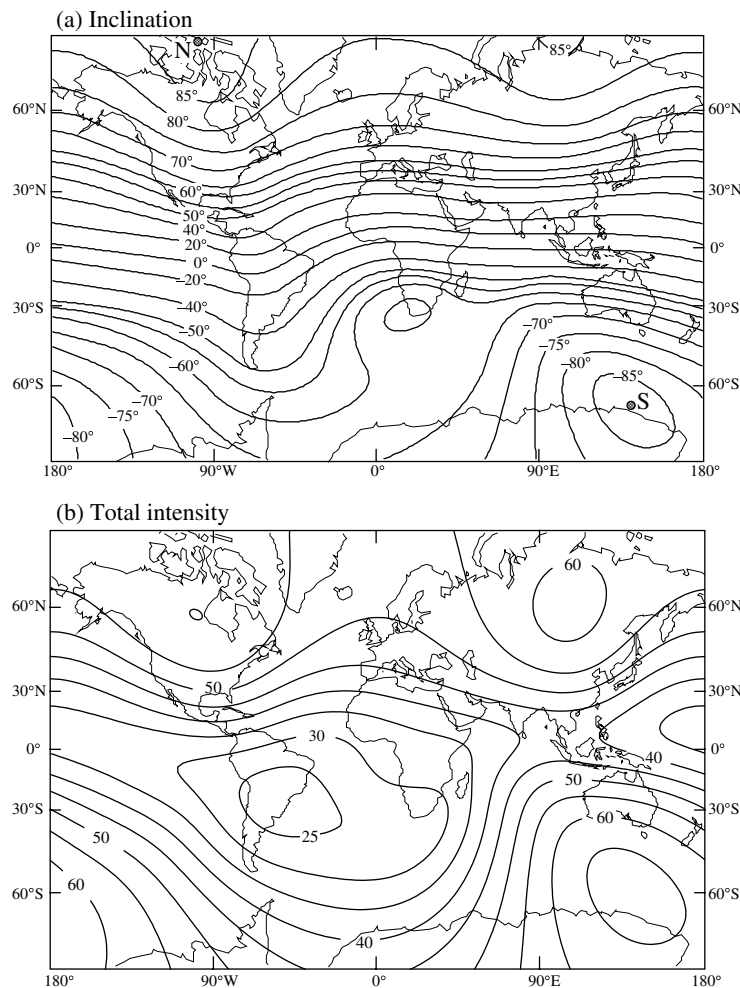 (a) Inclination
N
85°
85°
80°
60°N
60°N
70°
60°
30°N
30°N
50°
40°
20°
0°
0°
0°
–20°
30°S
–40°
30°S
–50°
–70°
–60°
–75°
–80°
60°S
–85°
60°S
–70°
S
–75°
–80°
180°
90°W
0°
90°E
180°
(b) Total intensity
60
60°N
60°N
50
30°N
30°N
30
0°
0°
40
50
30°S
60
30°S
50
25
60
60°S
60°S
40
180°
90°W
0°
90°E
180°